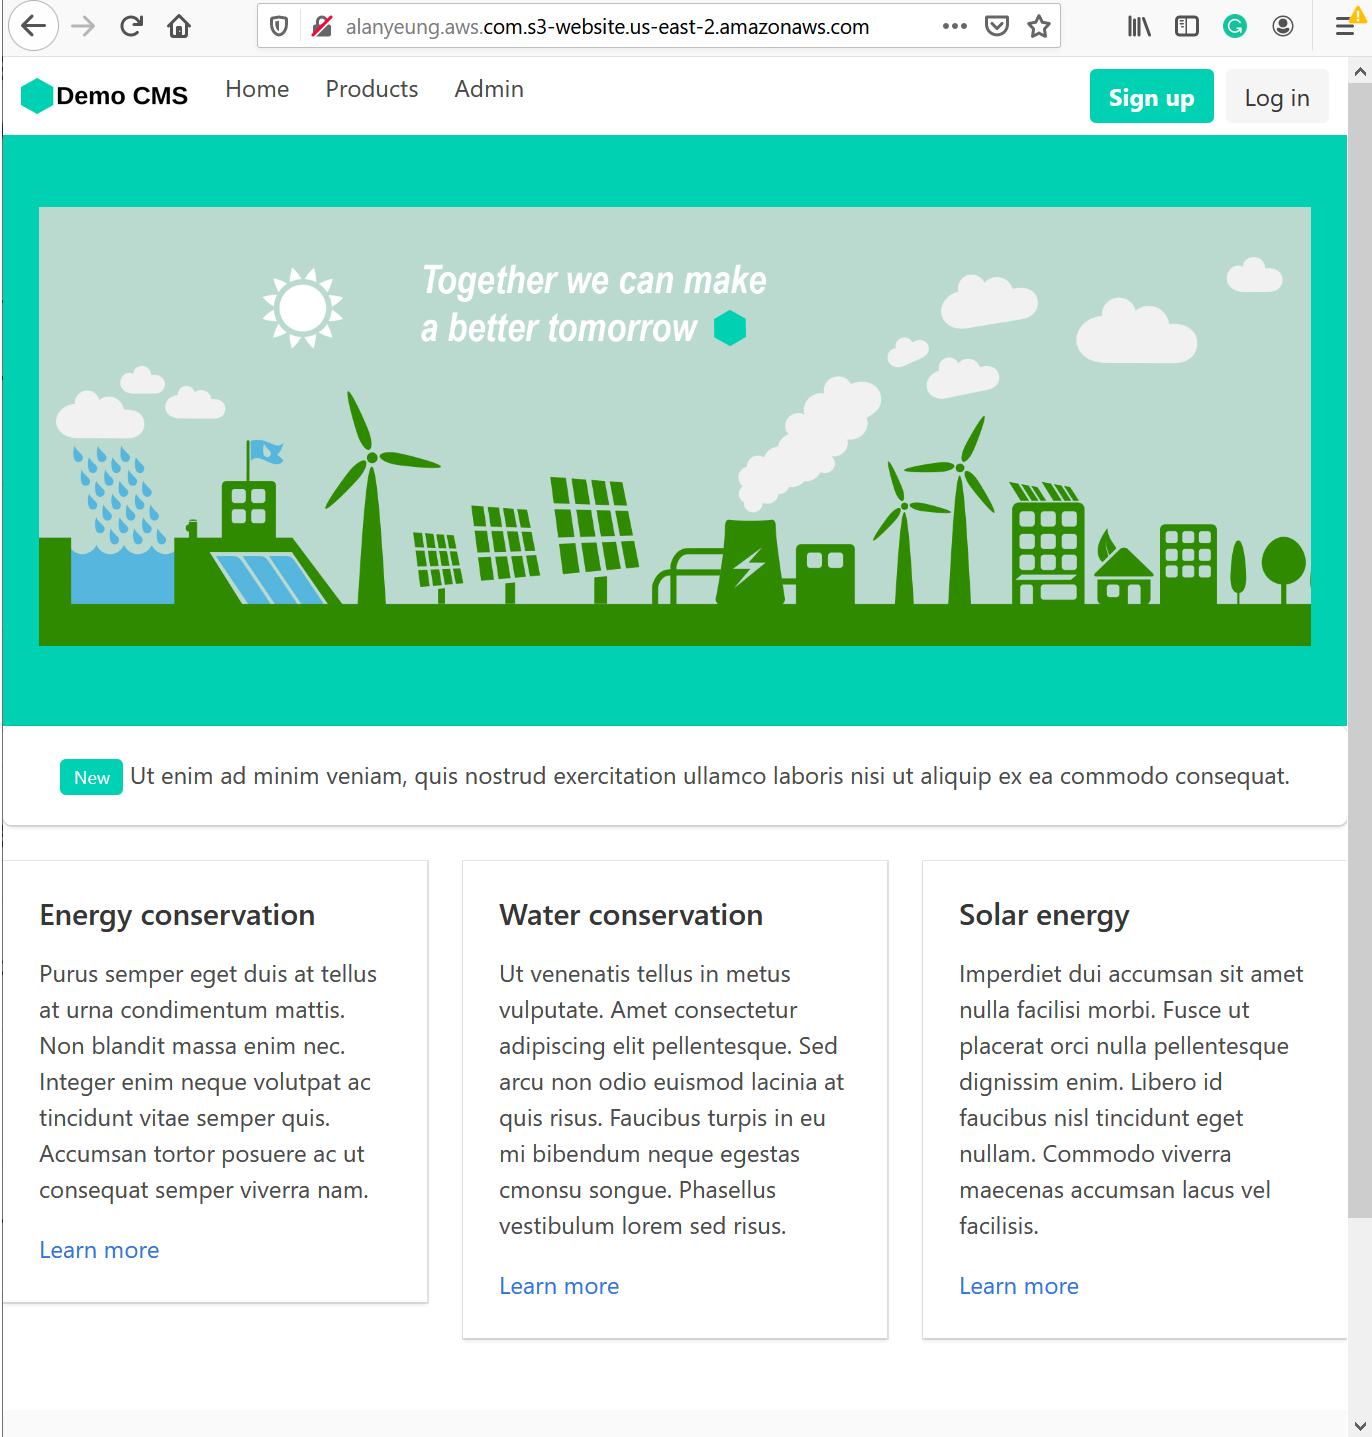 alanyeung.aws.com.s3-website.us-east-2.amazonaws.com
Demo CMS Home Products Admin Sign up Log in
Together we can make
a better tomorrow
New Ut enim ad minim veniam, quis nostrud exercitation ullamco laboris nisi ut aliquip ex ea commodo consequat.
Energy conservation
Purus semper eget duis at tellus
at urna condimentum mattis.
Non blandit massa enim nec.
Integer enim neque volutpat ac
tincidunt vitae semper quis.
Accumsan tortor posuere ac ut
consequat semper viverra nam.
Learn more
Water conservation
Ut venenatis tellus in metus
vulputate. Amet consectetur
adipiscing elit pellentesque. Sed
arcu non odio euismod lacinia at
quis risus. Faucibus turpis in eu
mi bibendum neque egestas
cmonsu songue. Phasellus
vestibulum lorem sed risus.
Learn more
Solar energy
Imperdiet dui accumsan sit amet
nulla facilisi morbi. Fusce ut
placerat orci nulla pellentesque
dignissim enim. Libero id
faucibus nisl tincidunt eget
nullam. Commodo viverra
maecenas accumsan lacus vel
facilisis.
Learn more